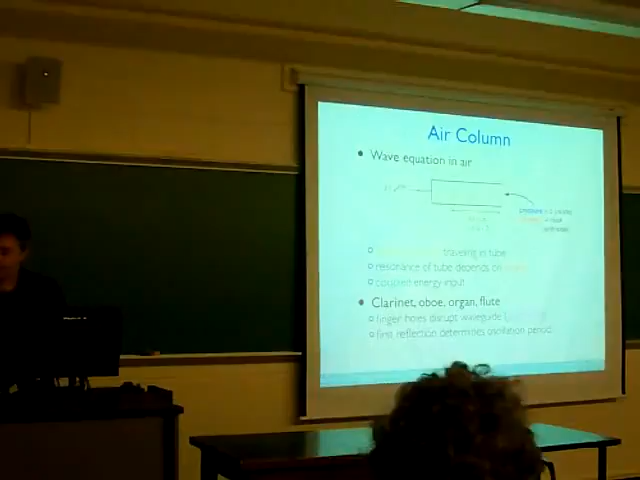 Air Column
• Wave equation in air
pressure
traveling in tube
resonance of tube depends on
coupled energy input
• Clarinet, oboe, organ, flute
finger holes disrupt waveguide
first reflection determines oscillation period